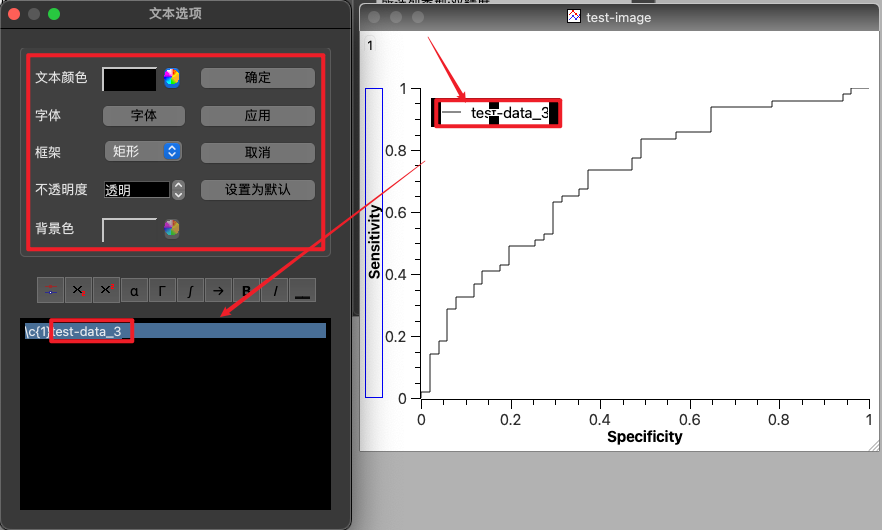 文本选项
文本颜色
确定
字体
字体
应用
框架
矩形
取消
不透明度
透明
设置为默认
背景色
α
Γ
∫
→
B
I
\c{1}test-data_3
test-image
1
test-data_3
Sensitivity
1
0.8
0.6
0.4
0.2
0
0
0.2
0.4
0.6
0.8
1
Specificity